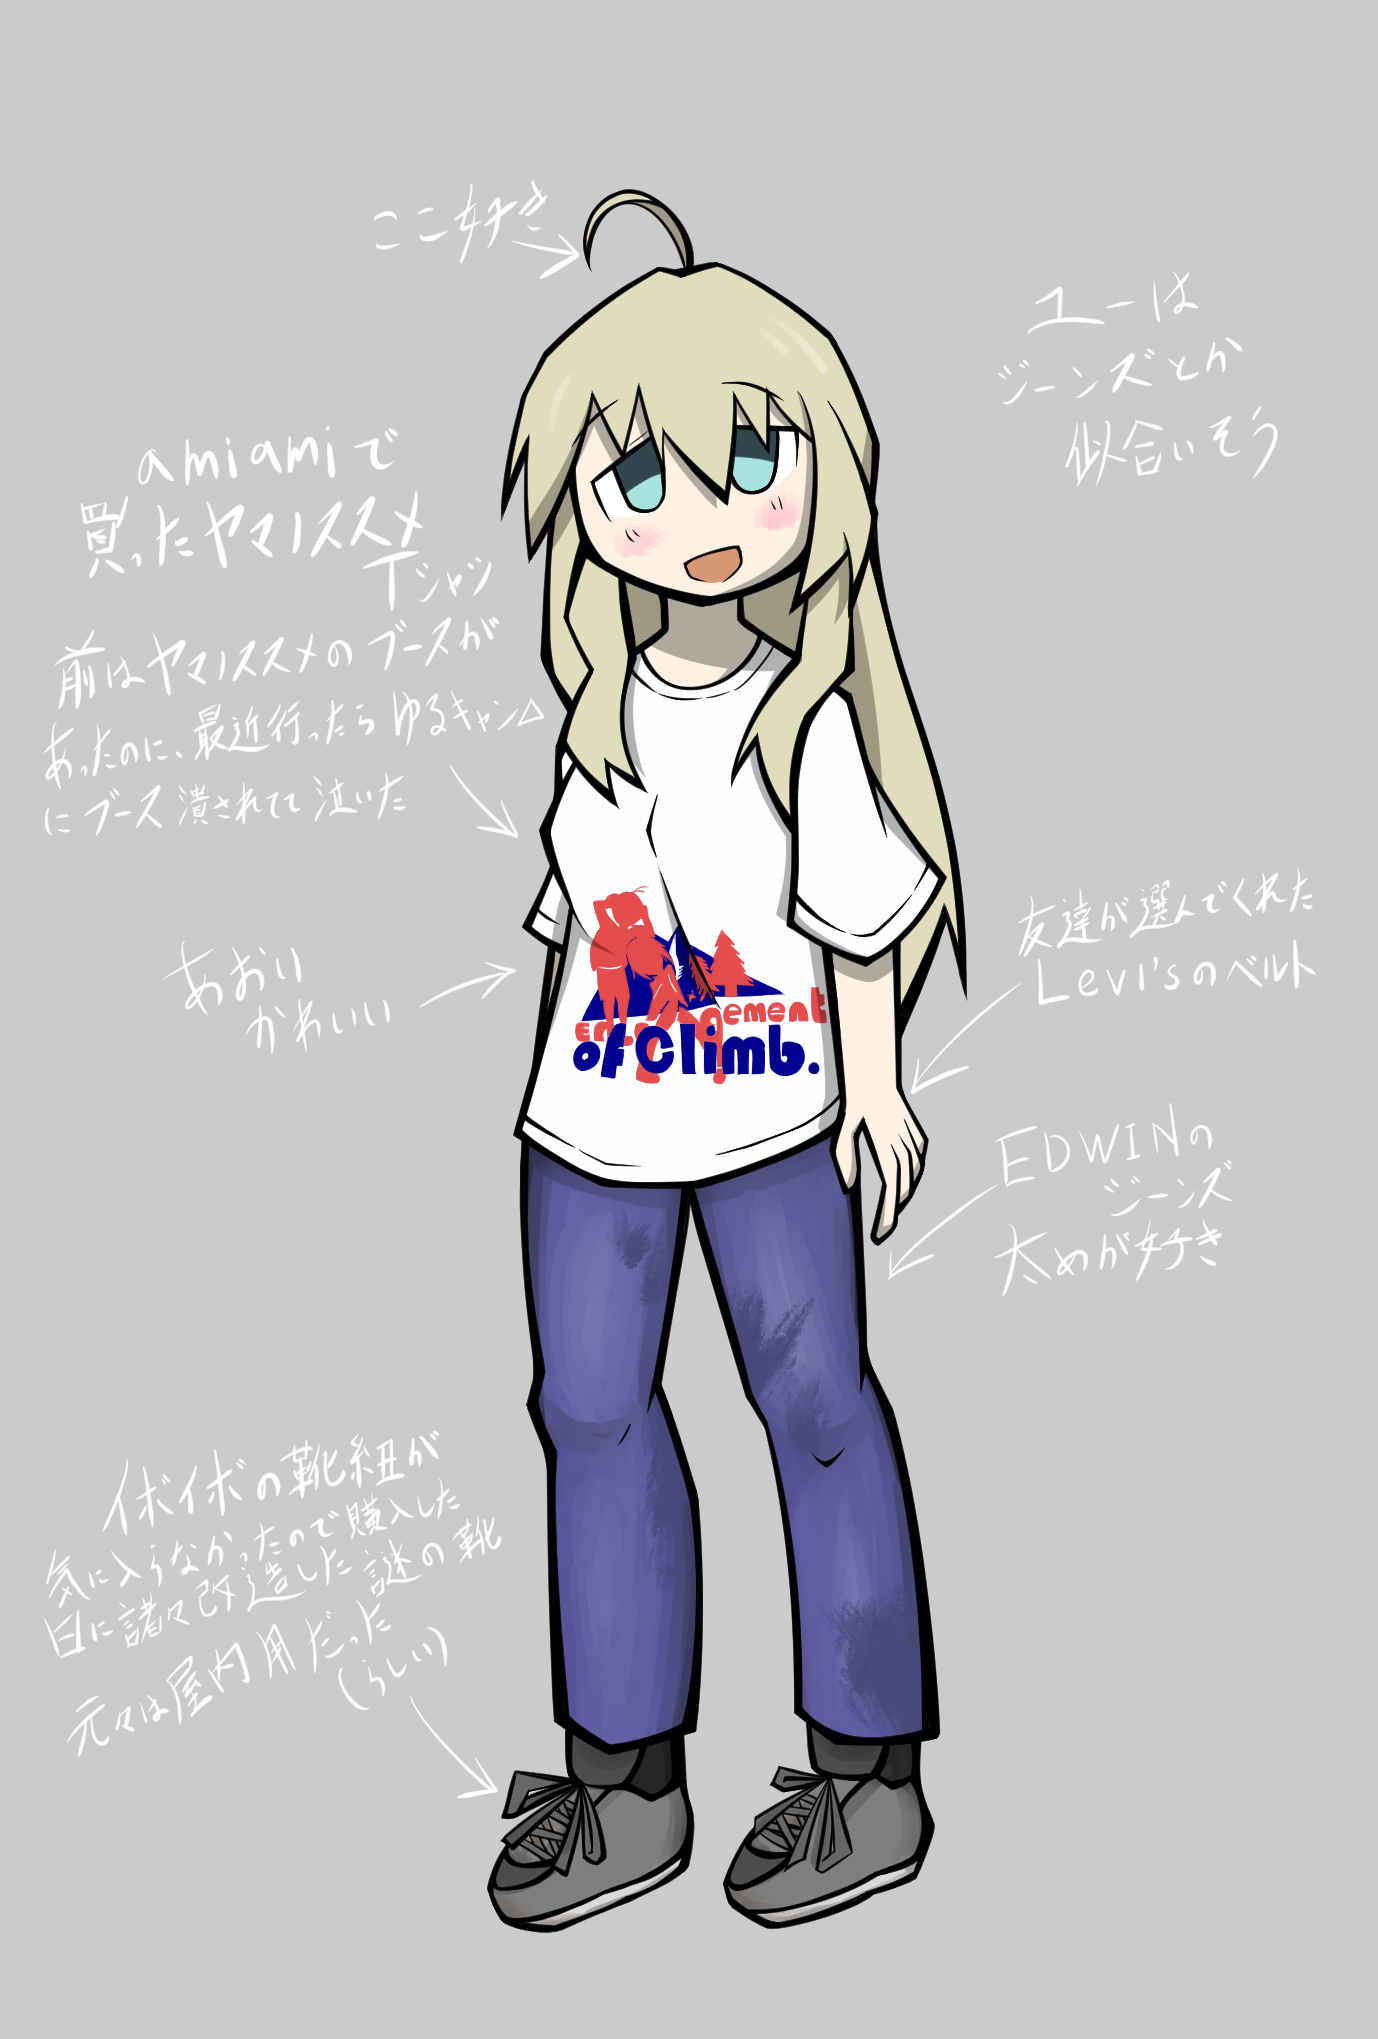 ここ好き
ユーは
ジーンズとか
似合いそう
amiamiで
買ったヤマノススメ
Tシャツ
前はヤマノススメのブースが
あったのに、最近行ったらゆるキャン△
にブース潰されてて泣いた
あおい
かわいい
友達が選んでくれた
Levi'sのベルト
EDWINの
ジーンズ
太めが好き
gement
of Climb.
イボイボの靴紐が
気に入らなかったので購入した
日に諸々改造した謎の靴
元々は屋内用だった
(らしい)